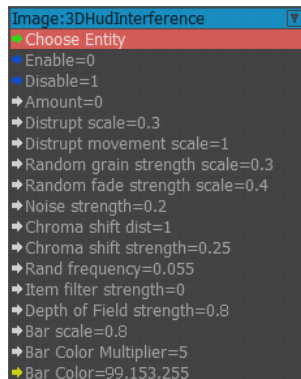 Image:3DHudInterference
Choose Entity
Enable=0
Disable=1
Amount=0
Distrupt scale=0.3
Distrupt movement scale=1
Random grain strength scale=0.3
Random fade strength scale=0.4
Noise strength=0.2
Chroma shift dist=1
Chroma shift strength=0.25
Rand frequency=0.055
Item filter strength=0
Depth of Field strength=0.8
Bar scale=0.8
Bar Color Multiplier=5
Bar Color=99,153,255